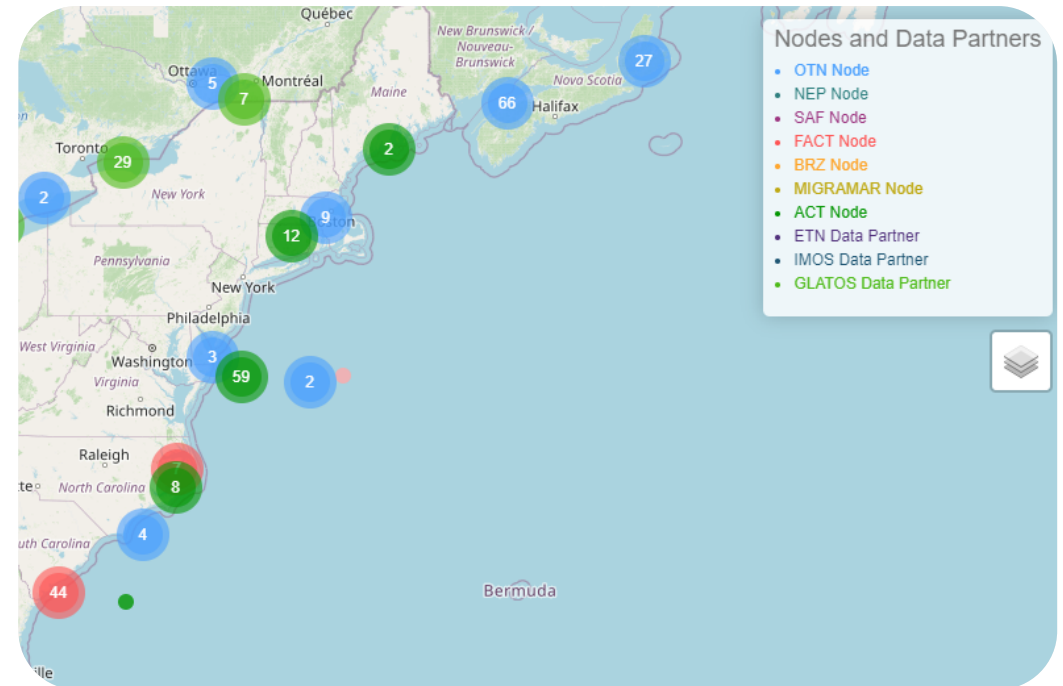 Québec
New Brunswick /
Nouveau-
Brunswick
Nodes and Data Partners
OTN Node
NEP Node
SAF Node
FACT Node
BRZ Node
MIGRAMAR Node
ACT Node
ETN Data Partner
IMOS Data Partner
GLATOS Data Partner
27
Ottawa
5
Montréal
7
Maine
Nova Scotia
66
Halifax
Toronto
29
2
2
New York
9
12
Pennsylvania
New York
Philadelphia
West Virginia
Washington
3
59
2
Virginia
Richmond
Raleigh
North Carolina
8
4
44
Bermuda